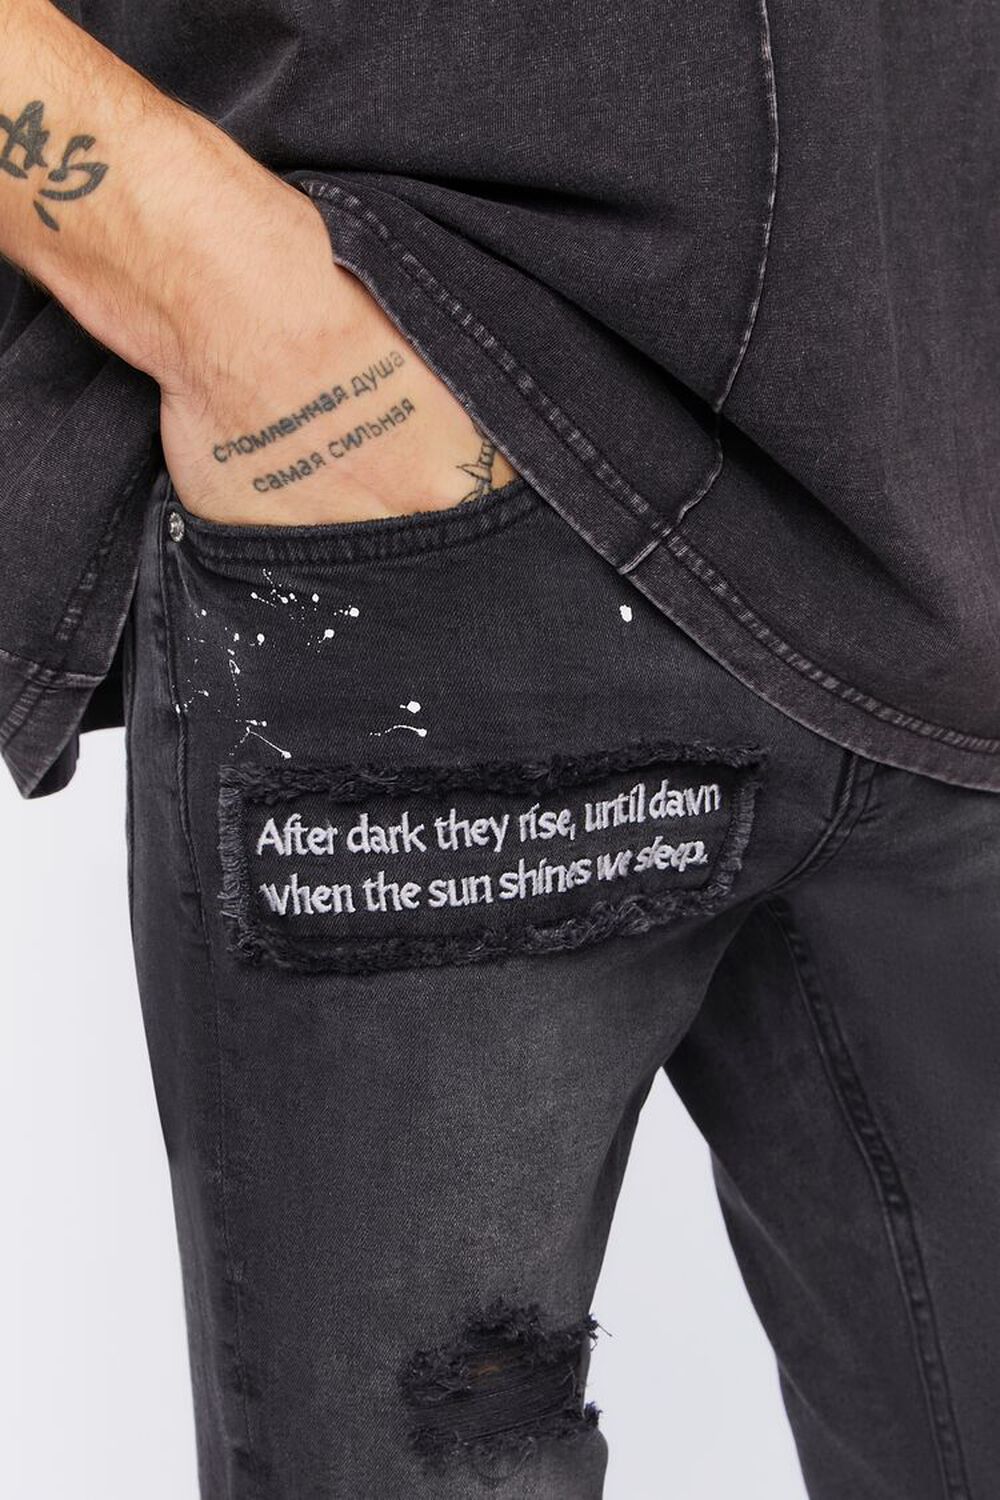 сломленная душа
самая сильная
After dark they rise, until dawn
when the sun shines we sleep.